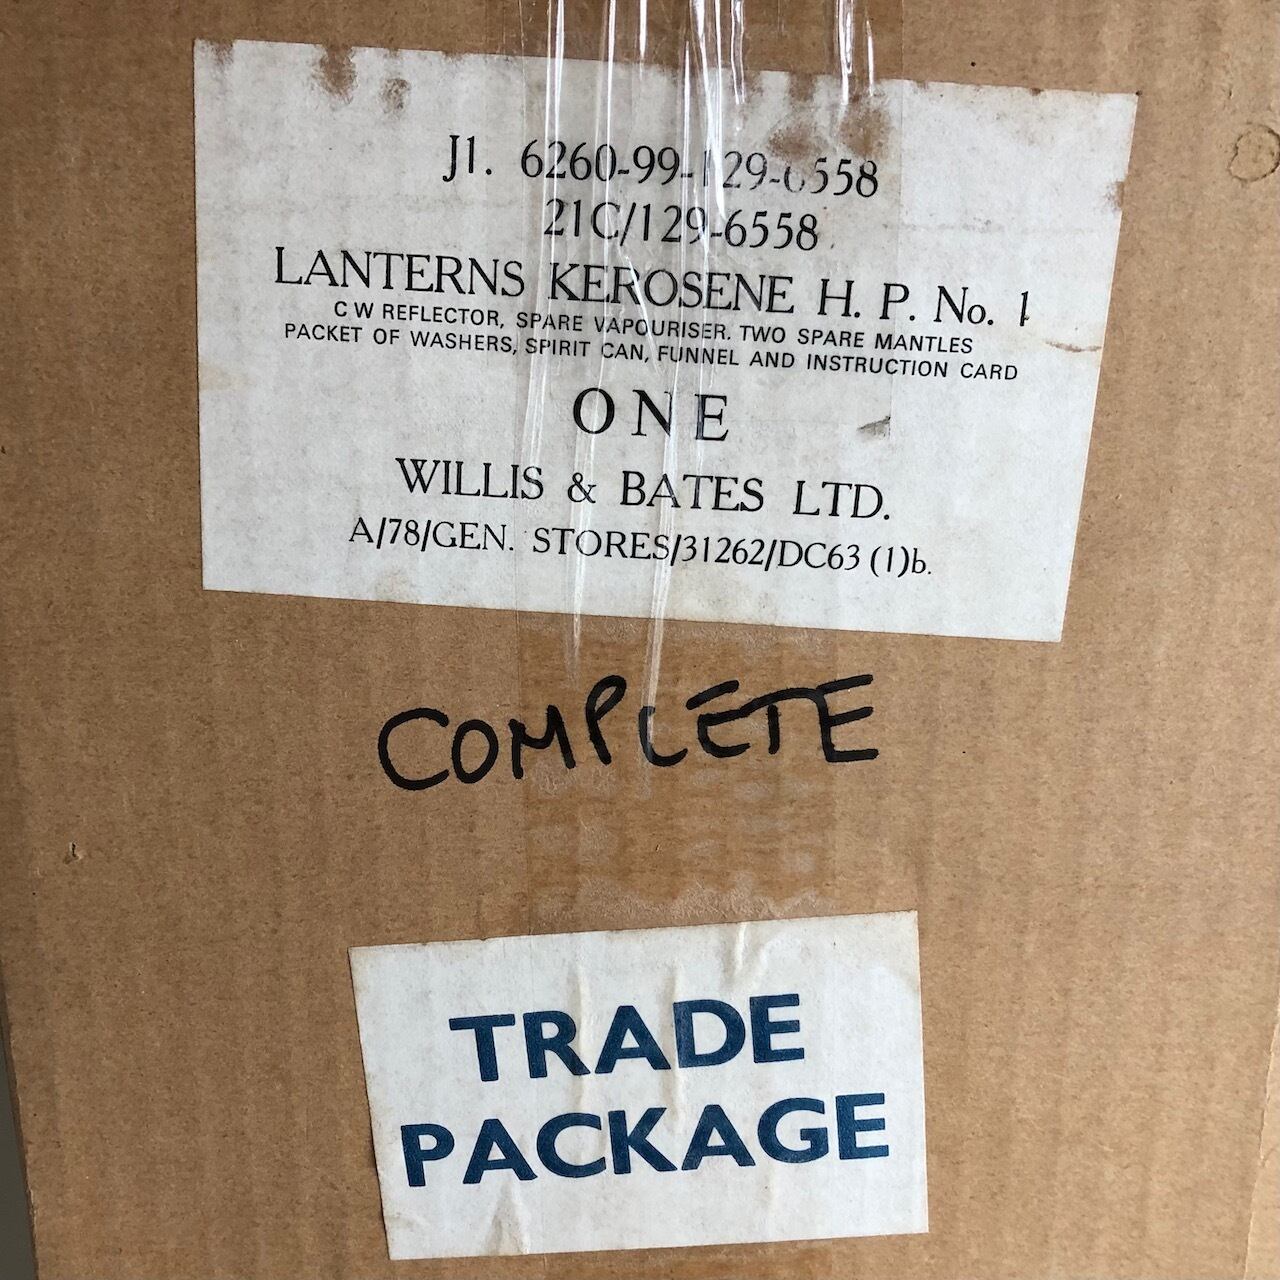 J1. 6260-99-129-6558
21C/129-6558
LANTERNS KEROSENE H. P. No. 1
C W REFLECTOR, SPARE VAPOURISER. TWO SPARE MANTLES
PACKET OF WASHERS, SPIRIT CAN, FUNNEL AND INSTRUCTION CARD
ONE
WILLIS & BATES LTD.
A/78/GEN. STORES/31262/DC63 (1)b.
COMPLETE
TRADE
PACKAGE